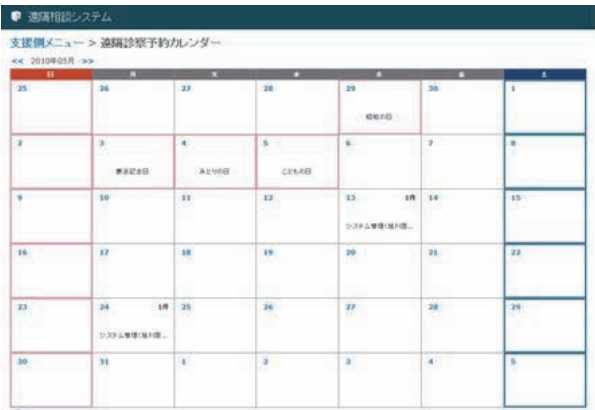 遠隔相談システム
支援側メニュー > 遠隔診察予約カレンダー
<< 2010年05月 >>
日 月 火 水 木 金 土
25 26 27 28 29 30 1
昭和の日
2 3 4 5 6 7 8
憲法記念日 みどりの日 こどもの日
9 10 11 12 13 1件 14 15
システム管理(旭川医...
16 17 18 19 20 21 22
23 24 1件 25 26 27 28 29
システム管理(旭川医...
30 31 1 2 3 4 5